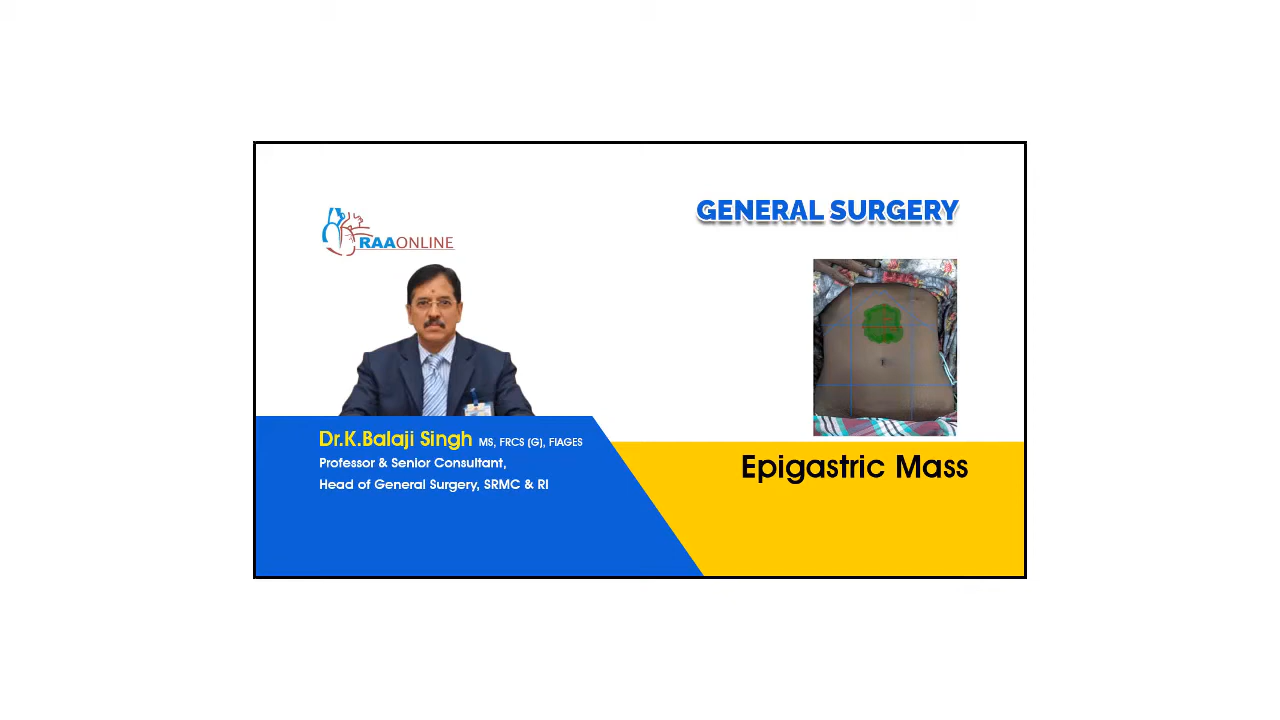 RAAONLINE
GENERAL SURGERY
Dr.K.Balaji Singh MS, FRCS (G), FIAGES
Professor & Senior Consultant,
Head of General Surgery, SRMC & RI
Epigastric Mass